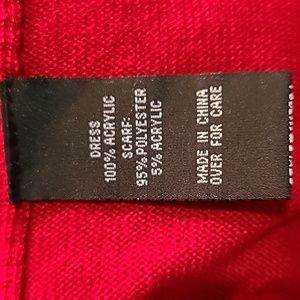 DRESS
100% ACRYLIC
SCARF:
95% POLYESTER
5% ACRYLIC
MADE IN CHINA
OVER FOR CARE